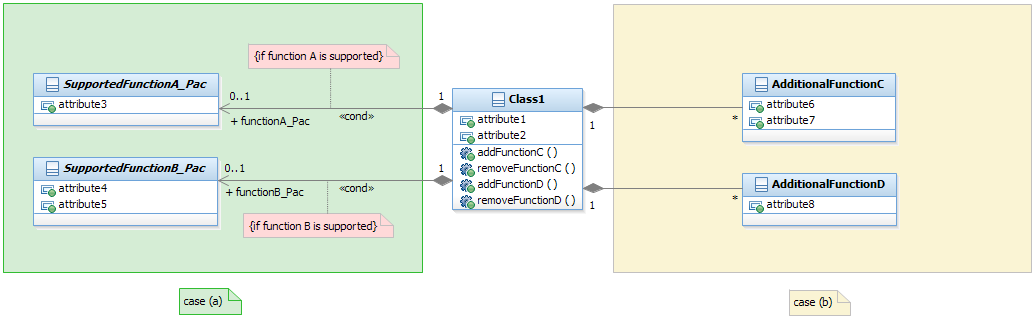 {if function A is supported}
SupportedFunctionA_Pac
attribute3
0..1
+ functionA_Pac
«cond»
1
SupportedFunctionB_Pac
attribute4
attribute5
0..1
+ functionB_Pac
«cond»
1
{if function B is supported}
case (a)
Class1
attribute1
attribute2
addFunctionC ( )
removeFunctionC ( )
addFunctionD ( )
removeFunctionD ( )
1
*
AdditionalFunctionC
attribute6
attribute7
1
*
AdditionalFunctionD
attribute8
case (b)